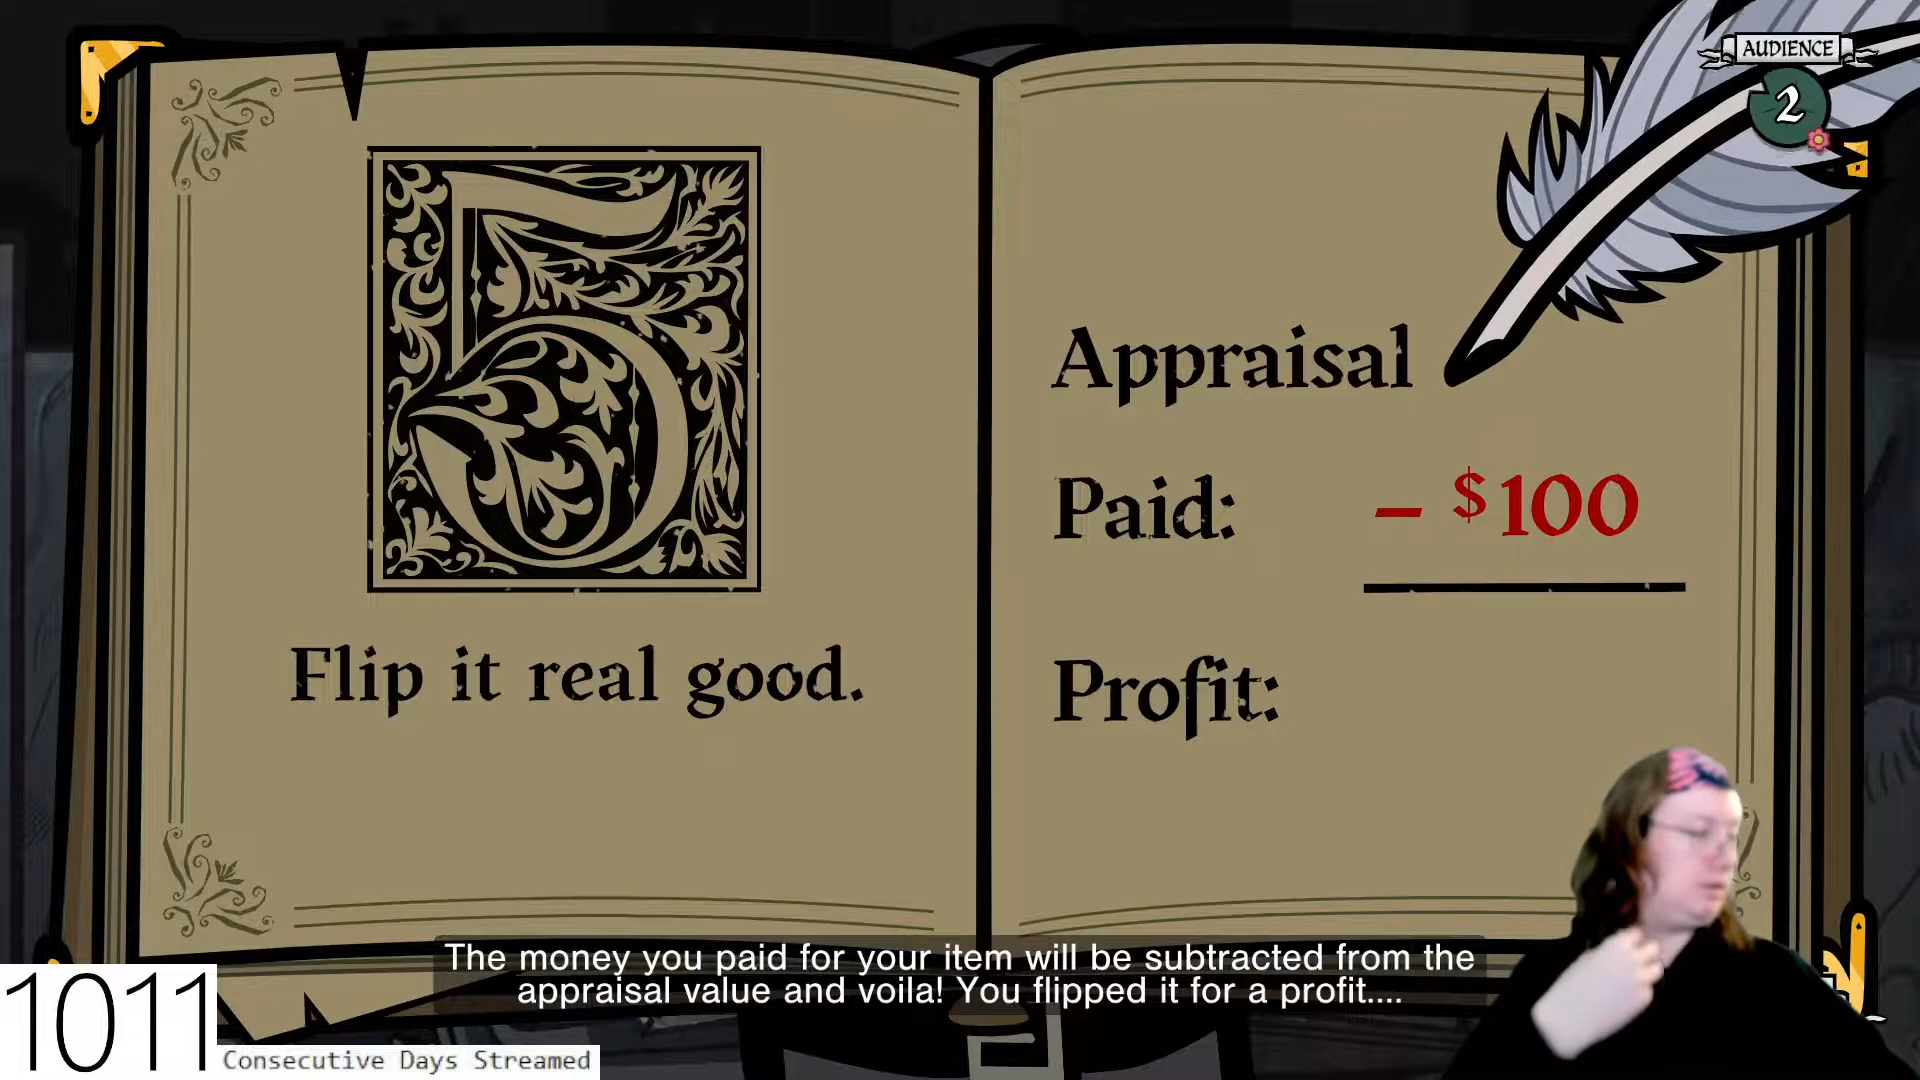 AUDIENCE
2
5
Flip it real good.
Appraisal
Paid: – $100
Profit:
The money you paid for your item will be subtracted from the
appraisal value and voila! You flipped it for a profit....
1011
Consecutive Days Streamed